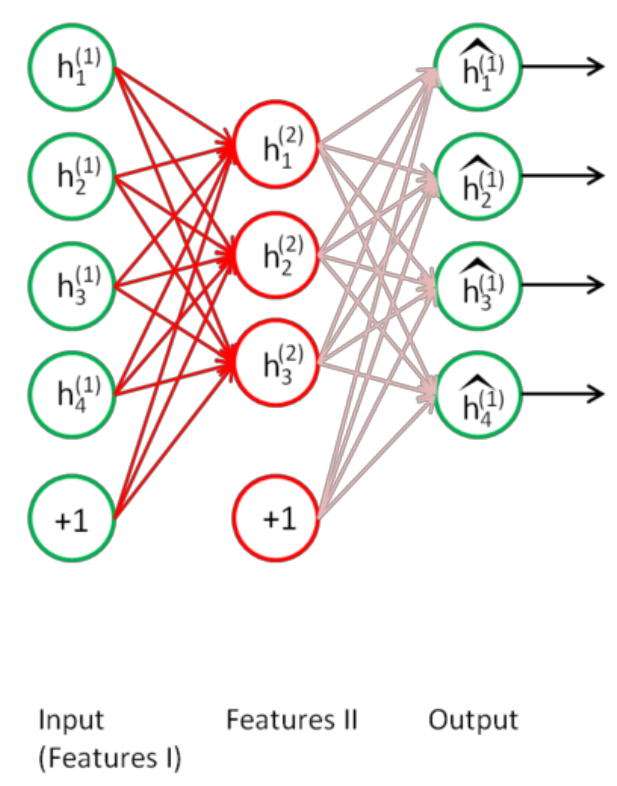 h₁⁽¹⁾
h₂⁽¹⁾
h₃⁽¹⁾
h₄⁽¹⁾
+1
h₁⁽²⁾
h₂⁽²⁾
h₃⁽²⁾
+1
ĥ₁⁽¹⁾
ĥ₂⁽¹⁾
ĥ₃⁽¹⁾
ĥ₄⁽¹⁾
Input
(Features I)
Features II
Output